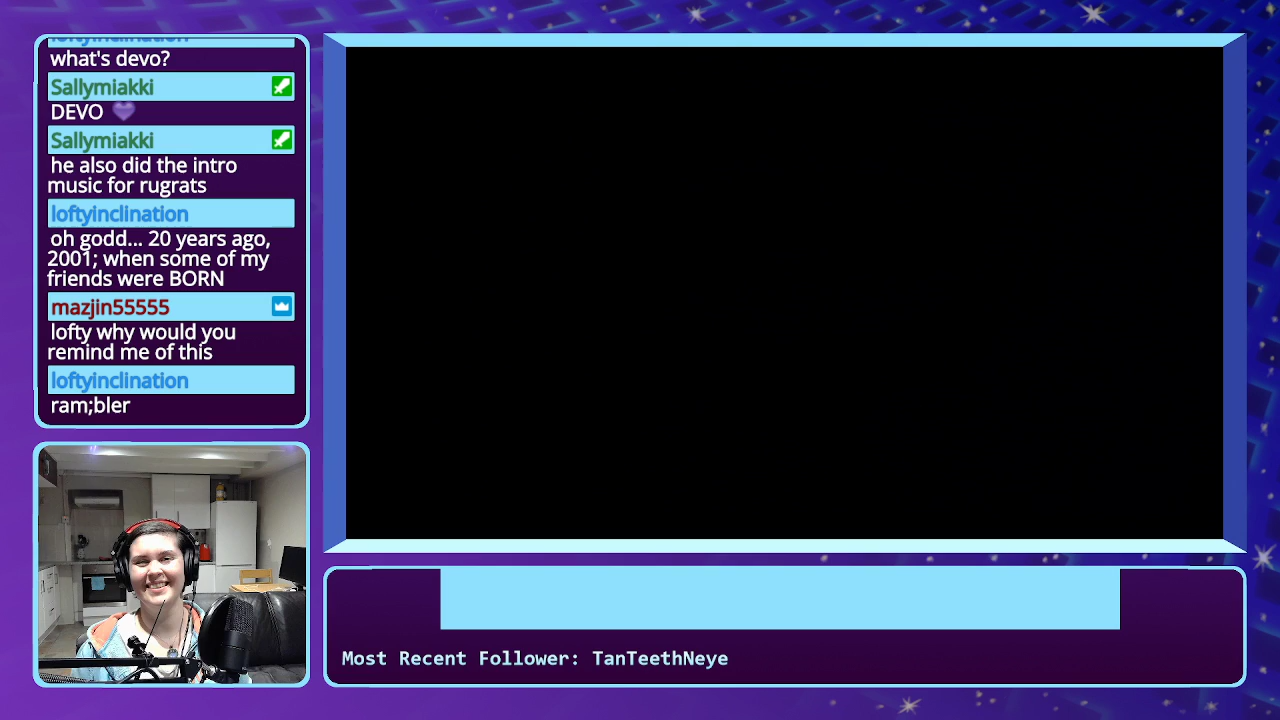 loftyinclination
what's devo?
Sallymiakki
DEVO
Sallymiakki
he also did the intro
music for rugrats
loftyinclination
oh godd... 20 years ago,
2001; when some of my
friends were BORN
mazjin55555
lofty why would you
remind me of this
loftyinclination
ram;bler
Most Recent Follower: TanTeethNeye